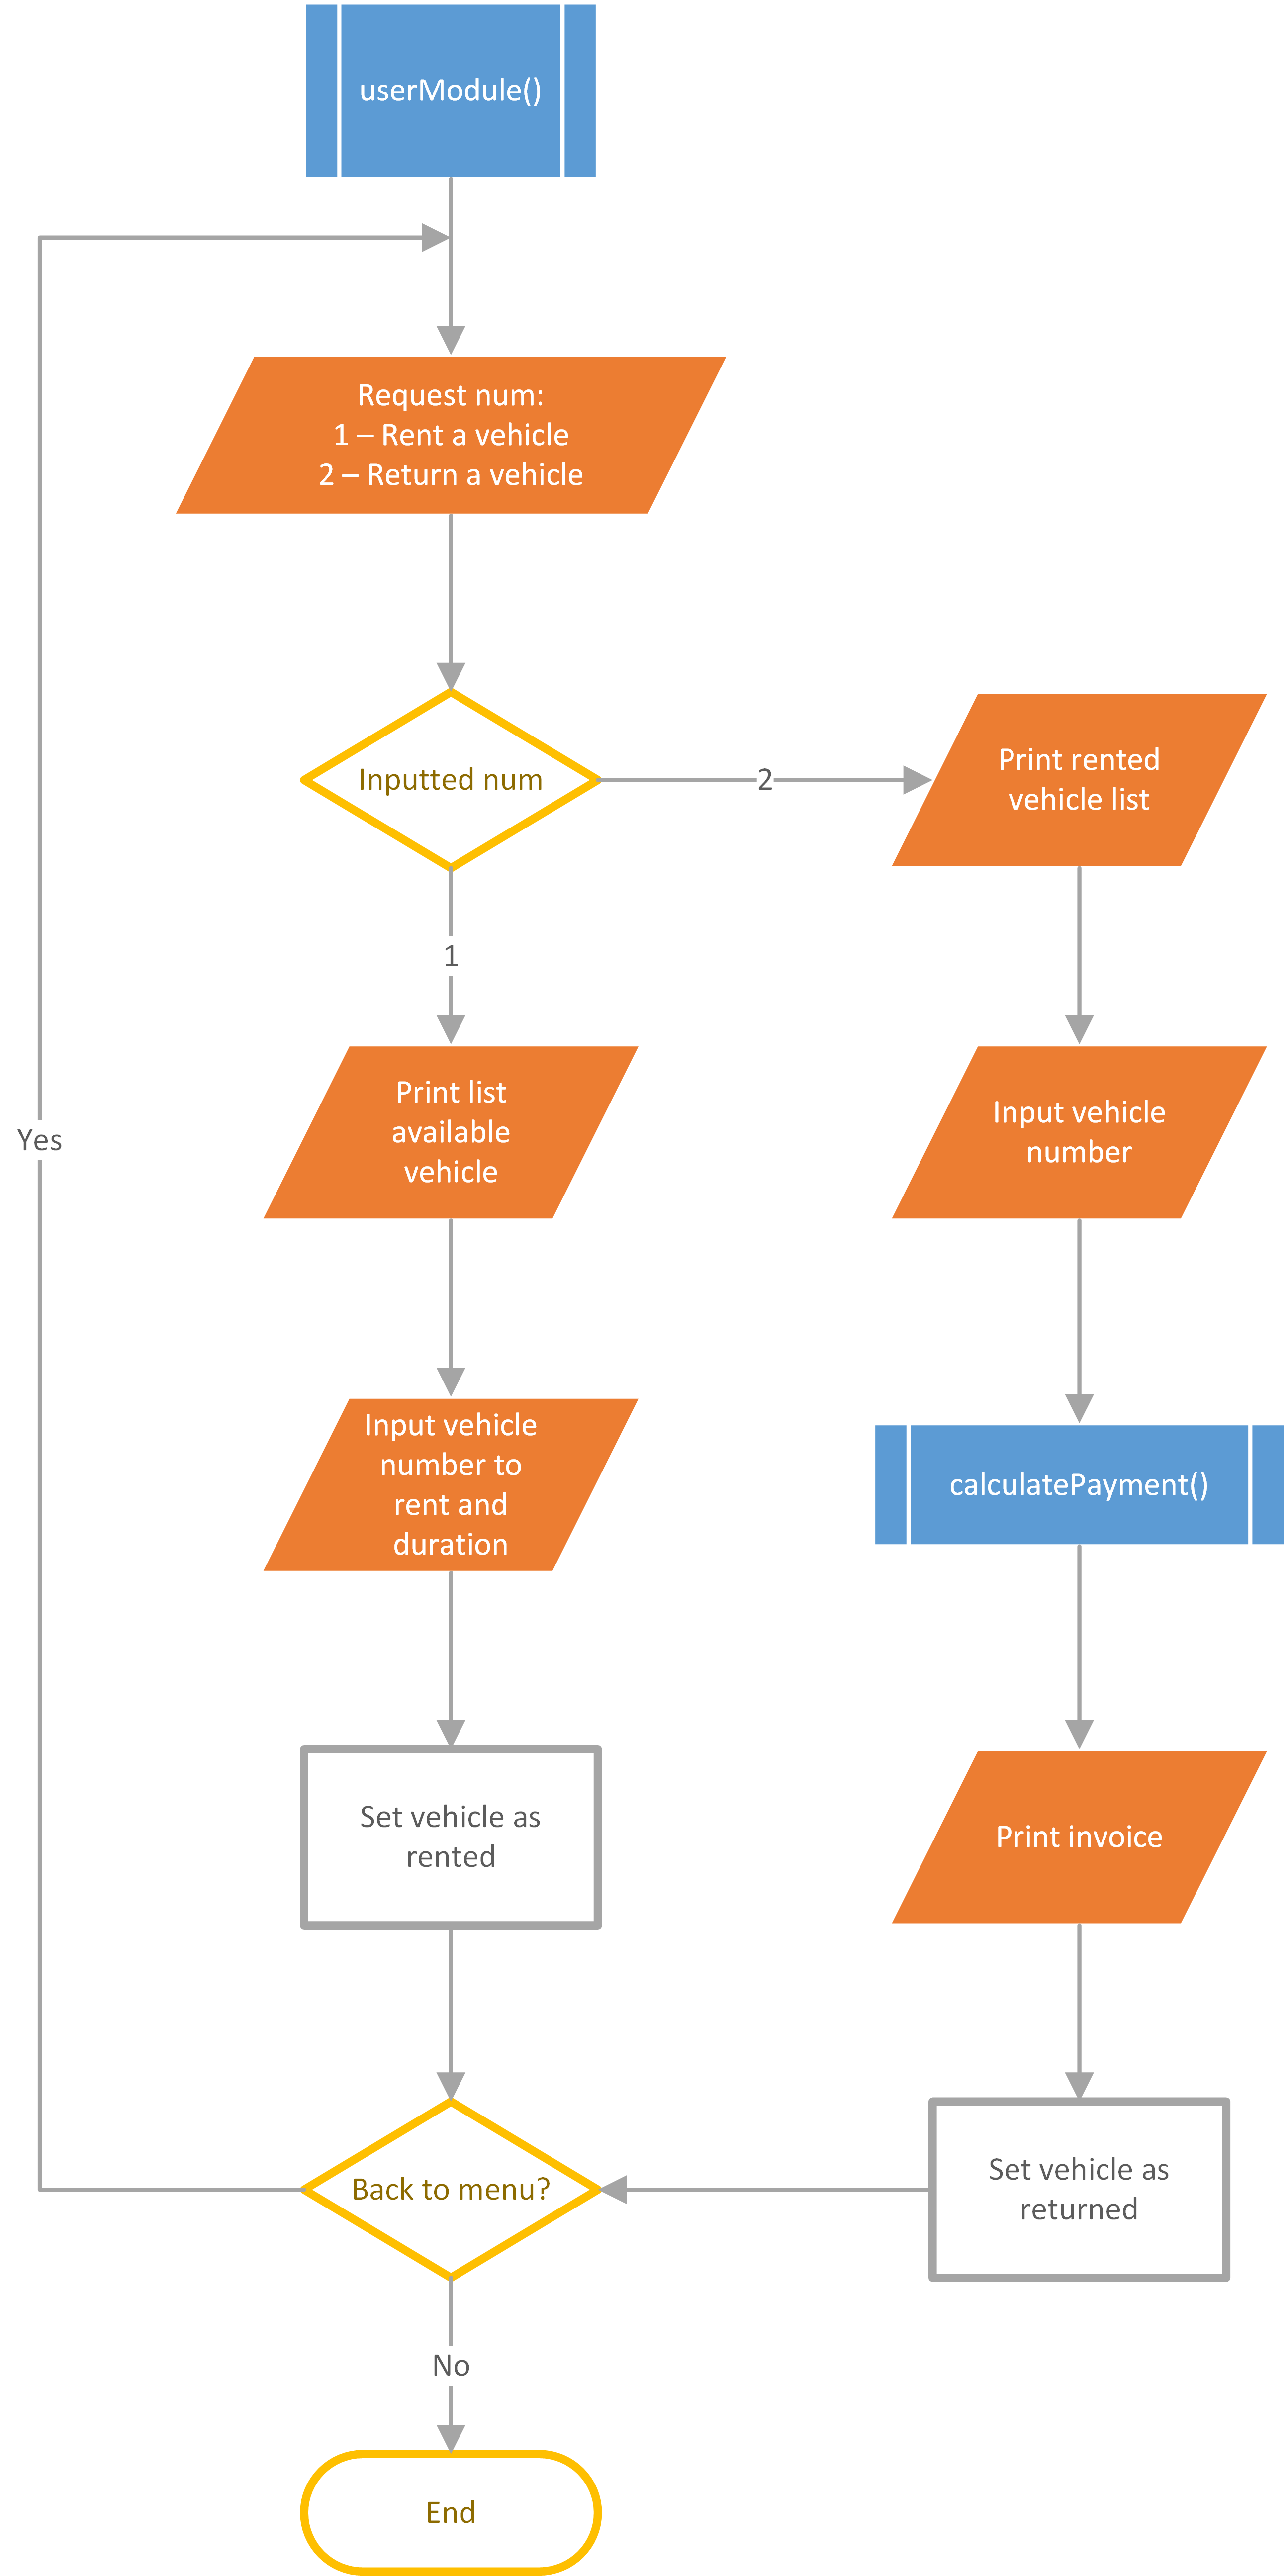 userModule()
Request num:
1 – Rent a vehicle
2 – Return a vehicle
Inputted num
2
Print rented
vehicle list
1
Print list
available
vehicle
Input vehicle
number
Yes
Input vehicle
number to
rent and
duration
calculatePayment()
Set vehicle as
rented
Print invoice
Back to menu?
Set vehicle as
returned
No
End